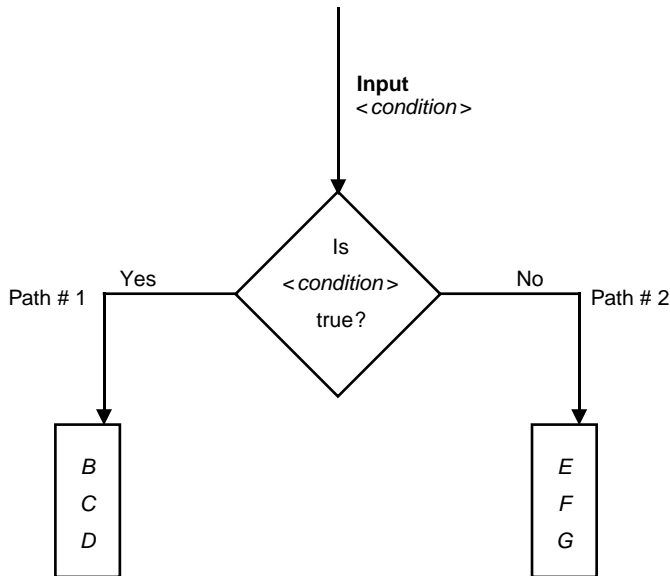 Input
<condition>
Is
<condition>
true?
Yes
No
Path # 1
Path # 2
B
C
D
E
F
G